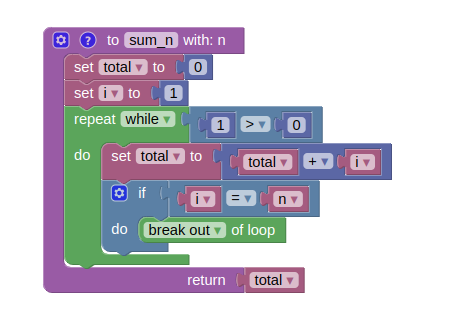 ? to sum_n with: n
set total to 0
set i to 1
repeat while 1 > 0
do set total to total + i
if i = n
do break out of loop
return total